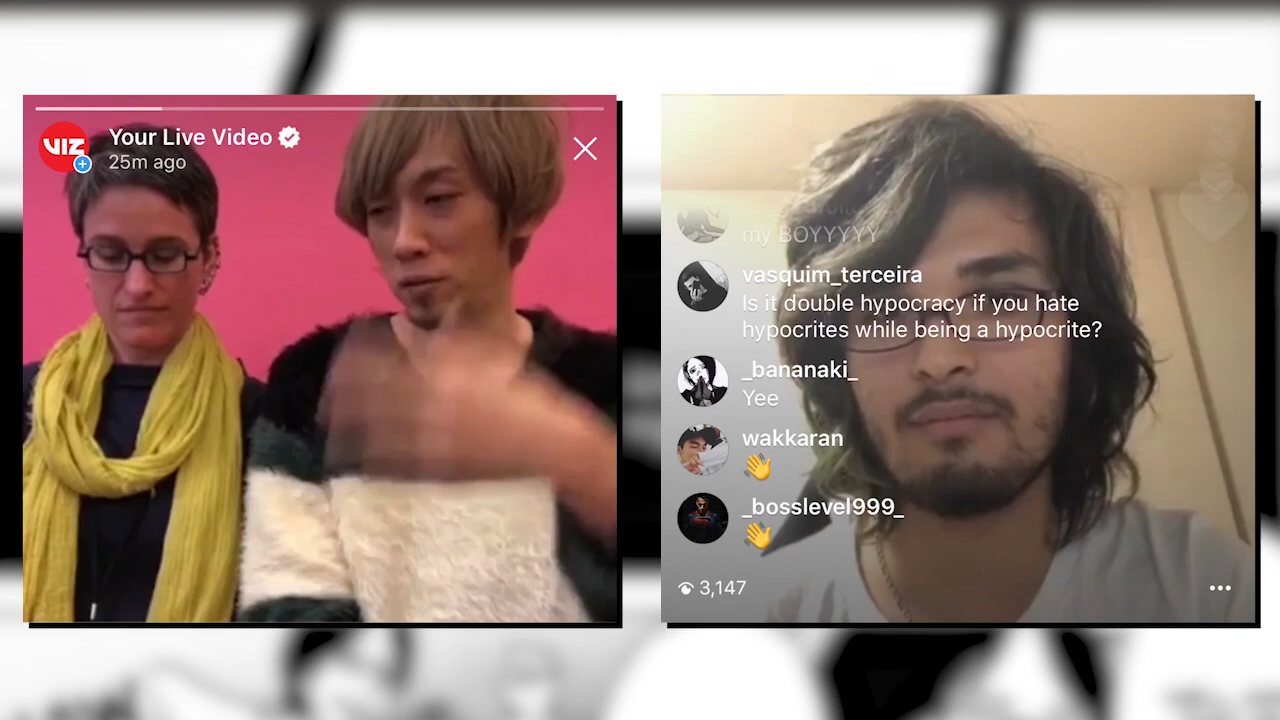 VIZ
Your Live Video
25m ago
my BOYYYYY
vasquim_terceira
Is it double hypocracy if you hate
hypocrites while being a hypocrite?
_bananaki_
Yee
wakkaran
👋
_bosslevel999_
👋
3,147